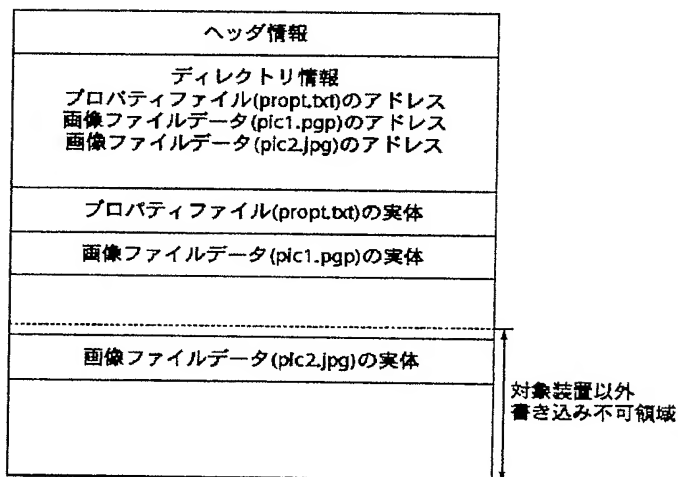 ヘッダ情報
ディレクトリ情報
プロパティファイル(propt.txt)のアドレス
画像ファイルデータ(pic1.pgp)のアドレス
画像ファイルデータ(pic2.jpg)のアドレス
プロパティファイル(propt.txt)の実体
画像ファイルデータ(pic1.pgp)の実体
画像ファイルデータ(pic2.jpg)の実体
対象装置以外
書き込み不可領域